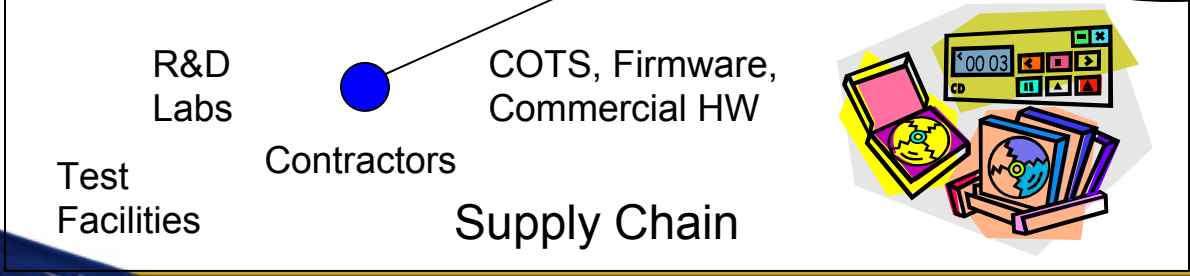 R&D
Labs
COTS, Firmware,
Commercial HW
00 03
CD
Contractors
Test
Facilities
Supply Chain